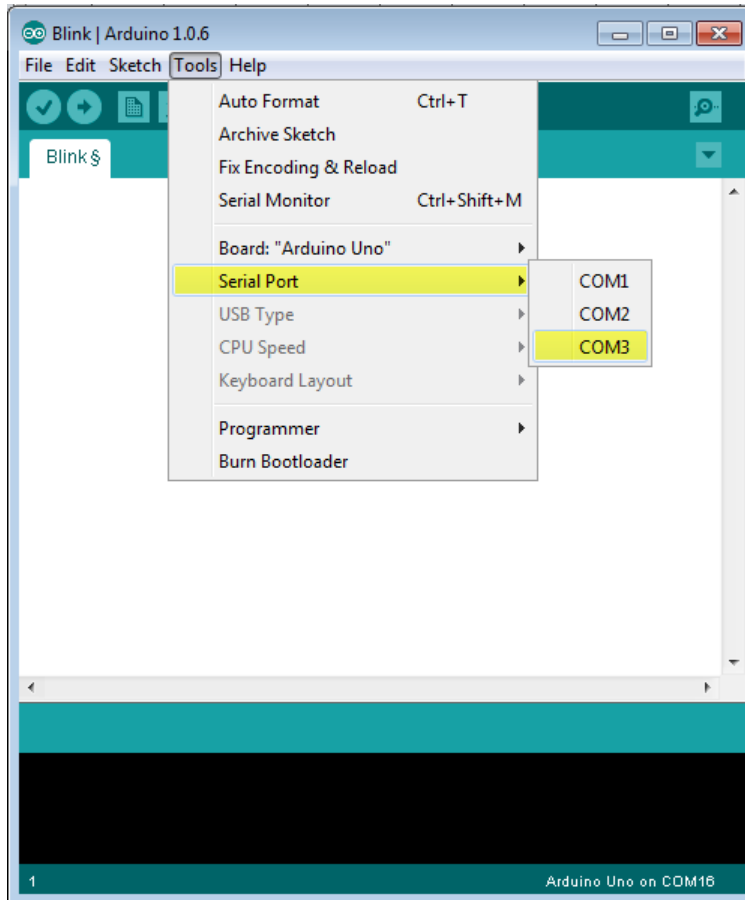 Blink | Arduino 1.0.6
File Edit Sketch Tools Help
Blink §
Auto Format Ctrl+T
Archive Sketch
Fix Encoding & Reload
Serial Monitor Ctrl+Shift+M
Board: "Arduino Uno"
Serial Port
USB Type
CPU Speed
Keyboard Layout
Programmer
Burn Bootloader
COM1
COM2
COM3
1 Arduino Uno on COM16